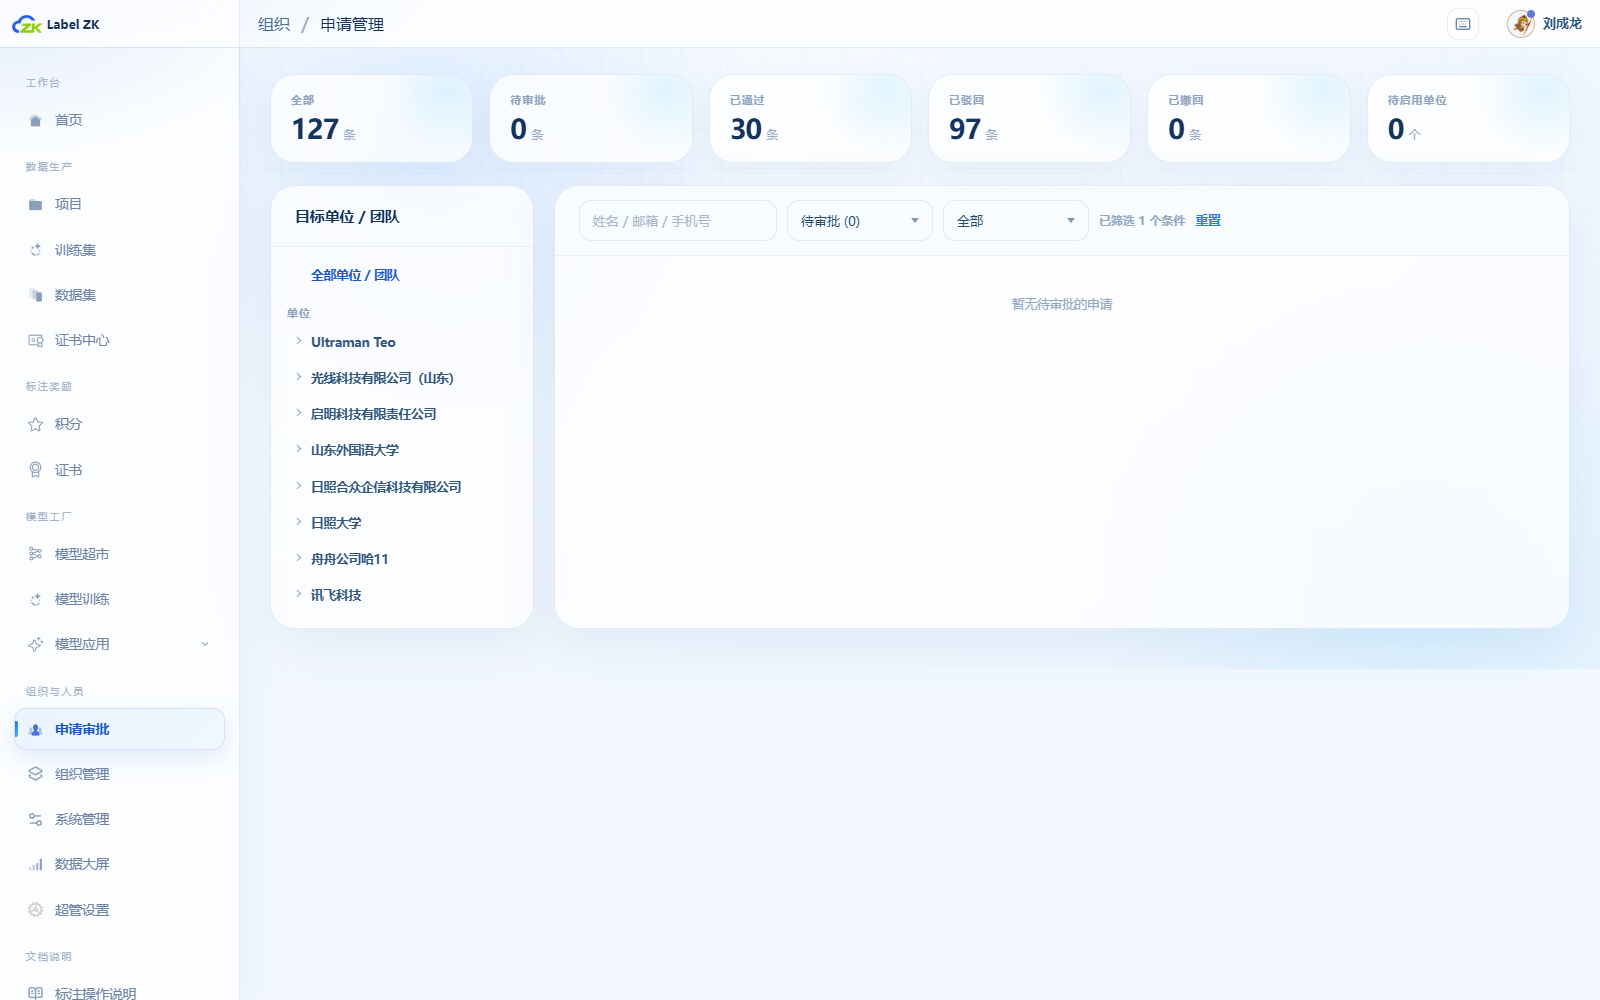 Label ZK
组织 / 申请管理
刘成龙
工作台
首页
数据生产
项目
训练集
数据集
证书中心
标注奖励
积分
证书
模型工厂
模型超市
模型训练
模型应用
组织与人员
申请审批
组织管理
系统管理
数据大屏
超管设置
文档说明
标注操作说明
全部
127 条
待审批
0 条
已通过
30 条
已驳回
97 条
已撤回
0 条
待启用单位
0 个
目标单位 / 团队
全部单位 / 团队
单位
Ultraman Teo
光线科技有限公司（山东）
启明科技有限责任公司
山东外国语大学
日照合众企信科技有限公司
日照大学
舟舟公司哈11
讯飞科技
姓名 / 邮箱 / 手机号
待审批 (0)
全部
已筛选 1 个条件 重置
暂无待审批的申请